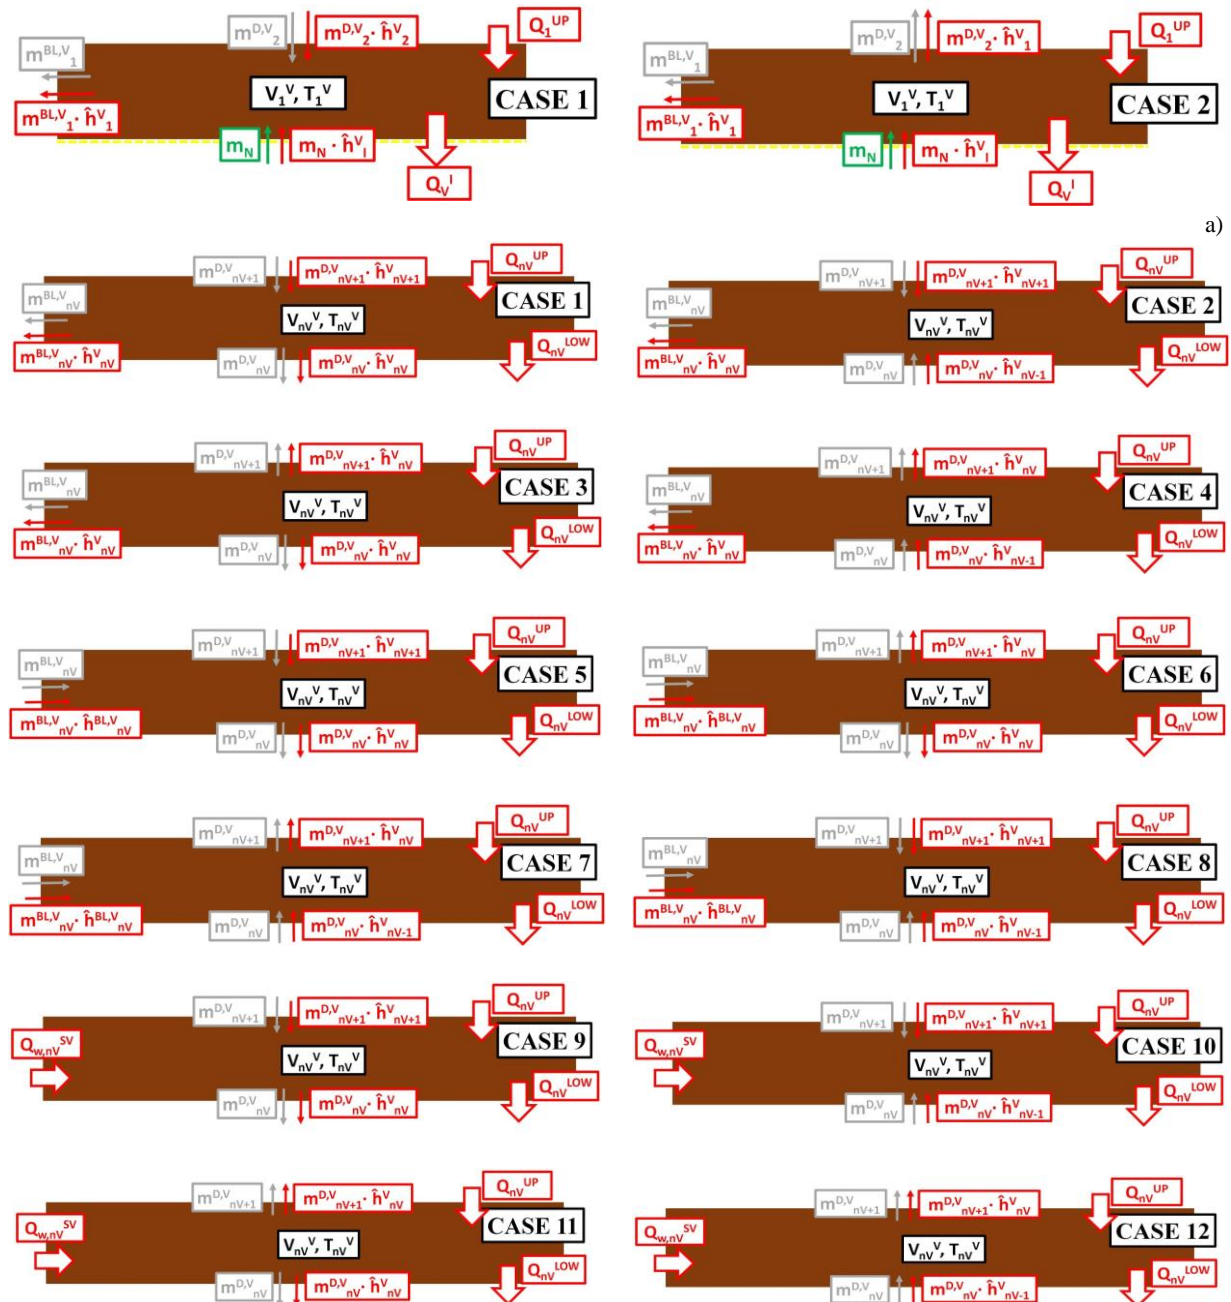 m^{D,V}_2 m^{D,V}_2 · ĥ^V_2 Q_1^{UP}
m^{BL,V}_1
V_1^V, T_1^V CASE 1
m^{BL,V}_1 · ĥ^V_1
m_N m_N · ĥ^V_I
Q_V^I
m^{D,V}_2 m^{D,V}_2 · ĥ^V_1 Q_1^{UP}
m^{BL,V}_1
V_1^V, T_1^V CASE 2
m^{BL,V}_1 · ĥ^V_1
m_N m_N · ĥ^V_I
Q_V^I
a)
m^{D,V}_{nV+1} m^{D,V}_{nV+1} · ĥ^V_{nV+1} Q_{nV}^{UP}
m^{BL,V}_{nV} CASE 1
V_{nV}^V, T_{nV}^V
m^{BL,V}_{nV} · ĥ^V_{nV} m^{D,V}_{nV} m^{D,V}_{nV} · ĥ^V_{nV} Q_{nV}^{LOW}
m^{D,V}_{nV+1} m^{D,V}_{nV+1} · ĥ^V_{nV+1} Q_{nV}^{UP}
m^{BL,V}_{nV} CASE 2
V_{nV}^V, T_{nV}^V
m^{BL,V}_{nV} · ĥ^V_{nV} m^{D,V}_{nV} m^{D,V}_{nV} · ĥ^V_{nV-1} Q_{nV}^{LOW}
m^{D,V}_{nV+1} m^{D,V}_{nV+1} · ĥ^V_{nV} Q_{nV}^{UP}
m^{BL,V}_{nV} CASE 3
V_{nV}^V, T_{nV}^V
m^{BL,V}_{nV} · ĥ^V_{nV} m^{D,V}_{nV} m^{D,V}_{nV} · ĥ^V_{nV} Q_{nV}^{LOW}
m^{D,V}_{nV+1} m^{D,V}_{nV+1} · ĥ^V_{nV} Q_{nV}^{UP}
m^{BL,V}_{nV} CASE 4
V_{nV}^V, T_{nV}^V
m^{BL,V}_{nV} · ĥ^V_{nV} m^{D,V}_{nV} m^{D,V}_{nV} · ĥ^V_{nV-1} Q_{nV}^{LOW}
m^{D,V}_{nV+1} m^{D,V}_{nV+1} · ĥ^V_{nV+1} Q_{nV}^{UP}
m^{BL,V}_{nV} CASE 5
V_{nV}^V, T_{nV}^V
m^{BL,V}_{nV} · ĥ^{BL,V}_{nV} m^{D,V}_{nV} m^{D,V}_{nV} · ĥ^V_{nV} Q_{nV}^{LOW}
m^{D,V}_{nV+1} m^{D,V}_{nV+1} · ĥ^V_{nV} Q_{nV}^{UP}
m^{BL,V}_{nV} CASE 6
V_{nV}^V, T_{nV}^V
m^{BL,V}_{nV} · ĥ^{BL,V}_{nV} m^{D,V}_{nV} m^{D,V}_{nV} · ĥ^V_{nV} Q_{nV}^{LOW}
m^{D,V}_{nV+1} m^{D,V}_{nV+1} · ĥ^V_{nV} Q_{nV}^{UP}
m^{BL,V}_{nV} CASE 7
V_{nV}^V, T_{nV}^V
m^{BL,V}_{nV} · ĥ^{BL,V}_{nV} m^{D,V}_{nV} m^{D,V}_{nV} · ĥ^V_{nV-1} Q_{nV}^{LOW}
m^{D,V}_{nV+1} m^{D,V}_{nV+1} · ĥ^V_{nV+1} Q_{nV}^{UP}
m^{BL,V}_{nV} CASE 8
V_{nV}^V, T_{nV}^V
m^{BL,V}_{nV} · ĥ^{BL,V}_{nV} m^{D,V}_{nV} m^{D,V}_{nV} · ĥ^V_{nV-1} Q_{nV}^{LOW}
m^{D,V}_{nV+1} m^{D,V}_{nV+1} · ĥ^V_{nV+1} Q_{nV}^{UP}
Q_{w,nV}^{SV} V_{nV}^V, T_{nV}^V CASE 9
m^{D,V}_{nV} m^{D,V}_{nV} · ĥ^V_{nV} Q_{nV}^{LOW}
m^{D,V}_{nV+1} m^{D,V}_{nV+1} · ĥ^V_{nV+1} Q_{nV}^{UP}
Q_{w,nV}^{SV} V_{nV}^V, T_{nV}^V CASE 10
m^{D,V}_{nV} m^{D,V}_{nV} · ĥ^V_{nV-1} Q_{nV}^{LOW}
m^{D,V}_{nV+1} m^{D,V}_{nV+1} · ĥ^V_{nV} Q_{nV}^{UP}
Q_{w,nV}^{SV} V_{nV}^V, T_{nV}^V CASE 11
m^{D,V}_{nV} m^{D,V}_{nV} · ĥ^V_{nV} Q_{nV}^{LOW}
m^{D,V}_{nV+1} m^{D,V}_{nV+1} · ĥ^V_{nV} Q_{nV}^{UP}
Q_{w,nV}^{SV} V_{nV}^V, T_{nV}^V CASE 12
m^{D,V}_{nV} m^{D,V}_{nV} · ĥ^V_{nV-1} Q_{nV}^{LOW}